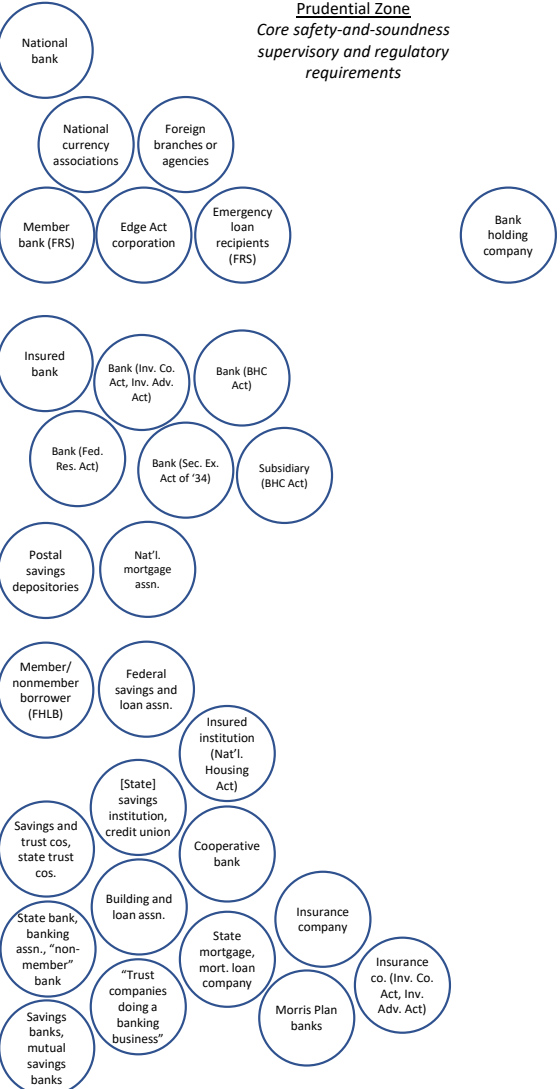 Prudential Zone
Core safety-and-soundness
supervisory and regulatory
requirements
National
bank
National
currency
associations
Foreign
branches or
agencies
Member
bank (FRS)
Edge Act
corporation
Emergency
loan
recipients
(FRS)
Bank
holding
company
Insured
bank
Bank (Inv. Co.
Act, Inv. Adv.
Act)
Bank (BHC
Act)
Bank (Fed.
Res. Act)
Bank (Sec. Ex.
Act of ‘34)
Subsidiary
(BHC Act)
Postal
savings
depositories
Nat’l.
mortgage
assn.
Member/
nonmember
borrower
(FHLB)
Federal
savings and
loan assn.
Insured
institution
(Nat’l.
Housing
Act)
[State]
savings
institution,
credit union
Savings and
trust cos,
state trust
cos.
Cooperative
bank
Building and
loan assn.
State bank,
banking
assn., “non-
member”
bank
State
mortgage,
mort. loan
company
Insurance
company
Insurance
co. (Inv. Co.
Act, Inv.
Adv. Act)
“Trust
companies
doing a
banking
business”
Morris Plan
banks
Savings
banks,
mutual
savings
banks